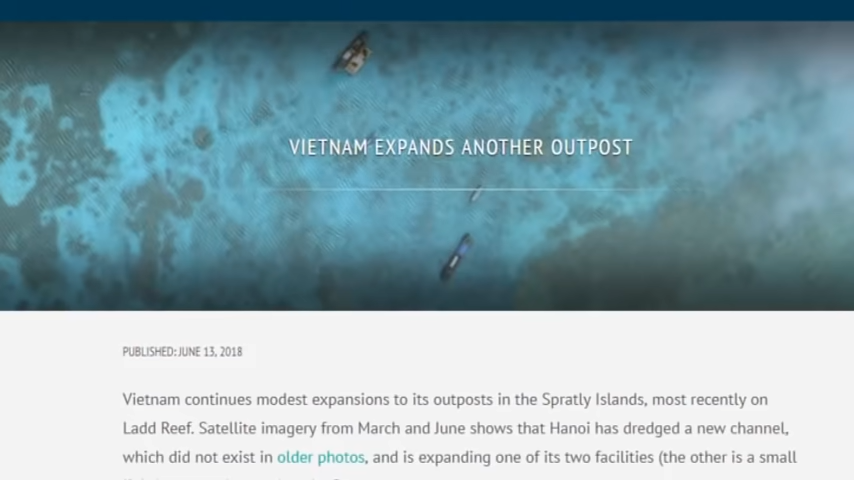 VIETNAM EXPANDS ANOTHER OUTPOST
PUBLISHED: JUNE 13, 2018
Vietnam continues modest expansions to its outposts in the Spratly Islands, most recently on
Ladd Reef. Satellite imagery from March and June shows that Hanoi has dredged a new channel,
which did not exist in older photos, and is expanding one of its two facilities (the other is a small